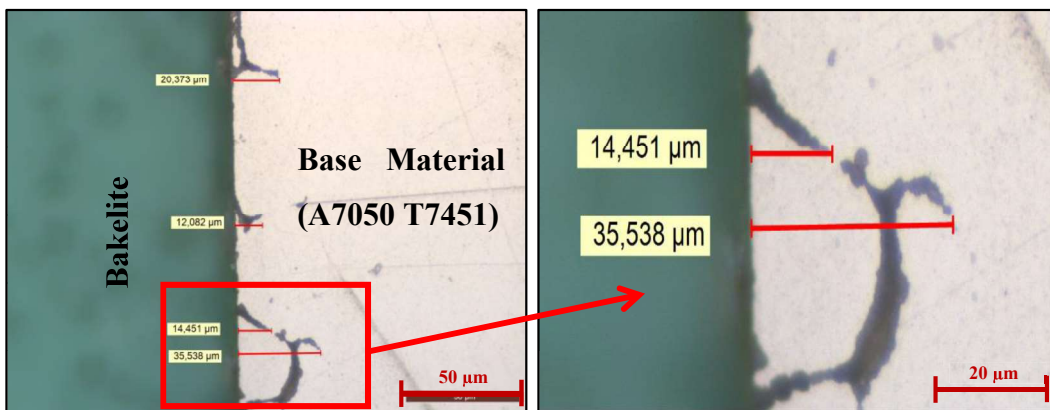 20,373 µm
Bakelite
Base Material
(A7050 T7451)
12,082 µm
14,451 µm
35,538 µm
50 µm
14,451 µm
35,538 µm
20 µm